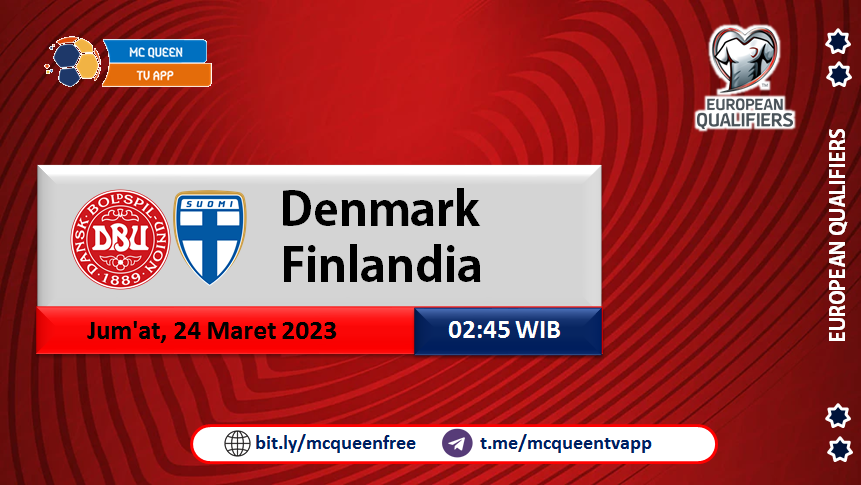 MC QUEEN
TV APP
EUROPEAN
QUALIFIERS
EUROPEAN QUALIFIERS
DANSK·BOLDSPIL-UNION
DBU
·1889·
SUOMI
Denmark
Finlandia
Jum'at, 24 Maret 2023
02:45 WIB
bit.ly/mcqueenfree
t.me/mcqueentvapp